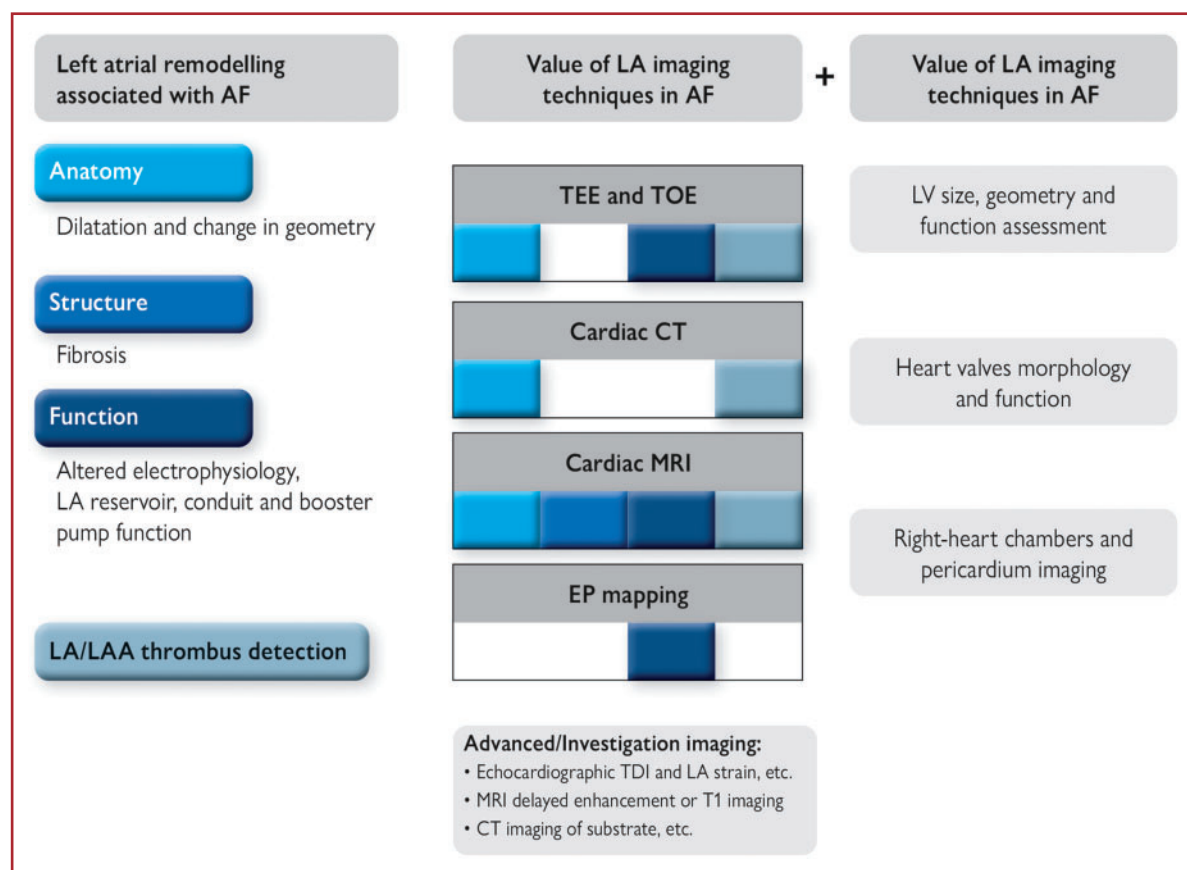 Left atrial remodelling
associated with AF
Anatomy
Dilatation and change in geometry
Structure
Fibrosis
Function
Altered electrophysiology,
LA reservoir, conduit and booster
pump function
LA/LAA thrombus detection
Value of LA imaging
techniques in AF
+
TEE and TOE
Cardiac CT
Cardiac MRI
EP mapping
Advanced/Investigation imaging:
• Echocardiographic TDI and LA strain, etc.
• MRI delayed enhancement or T1 imaging
• CT imaging of substrate, etc.
Value of LA imaging
techniques in AF
LV size, geometry and
function assessment
Heart valves morphology
and function
Right-heart chambers and
pericardium imaging